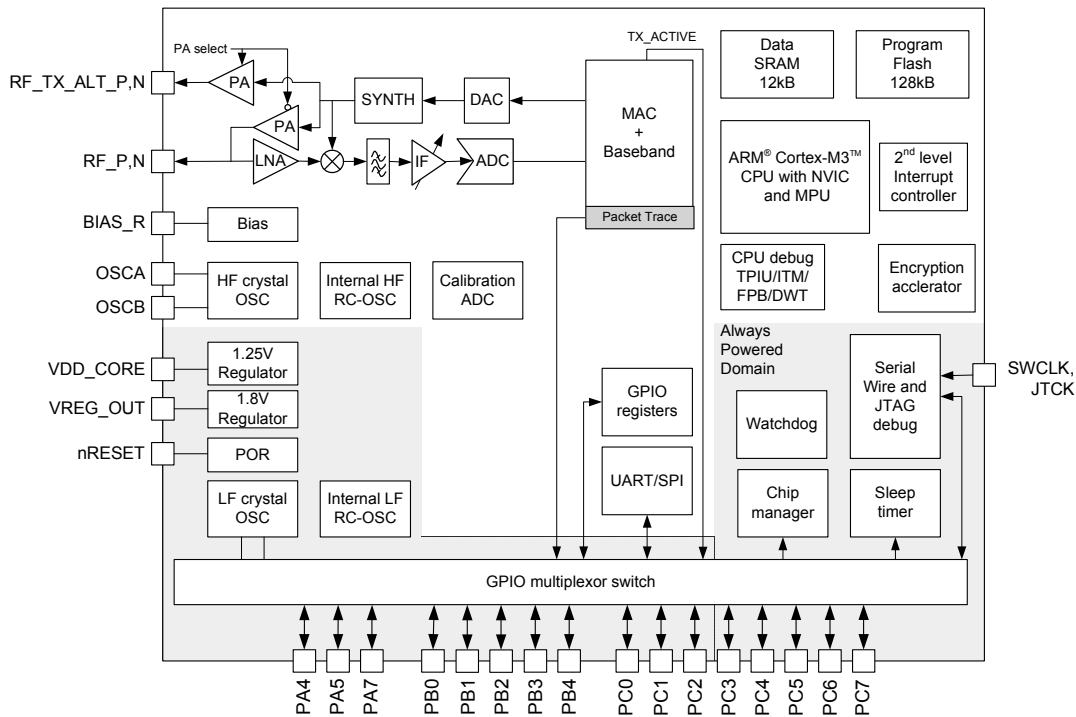 TX_ACTIVE
PA select
Data
SRAM
12kB
Program
Flash
128kB
RF_TX_ALT_P,N
PA
SYNTH
DAC
MAC
+
Baseband
PA
RF_P,N
LNA
IF
ADC
ARM® Cortex-M3™
CPU with NVIC
and MPU
2nd level
Interrupt
controller
Packet Trace
BIAS_R
Bias
OSCA
OSCB
HF crystal
OSC
Internal HF
RC-OSC
Calibration
ADC
CPU debug
TPIU/ITM/
FPB/DWT
Encryption
acclerator
Always
Powered
Domain
VDD_CORE
1.25V
Regulator
VREG_OUT
1.8V
Regulator
nRESET
POR
GPIO
registers
Watchdog
Serial
Wire and
JTAG
debug
SWCLK,
JTCK
LF crystal
OSC
Internal LF
RC-OSC
UART/SPI
Chip
manager
Sleep
timer
GPIO multiplexor switch
PA4
PA5
PA7
PB0
PB1
PB2
PB3
PB4
PC0
PC1
PC2
PC3
PC4
PC5
PC6
PC7